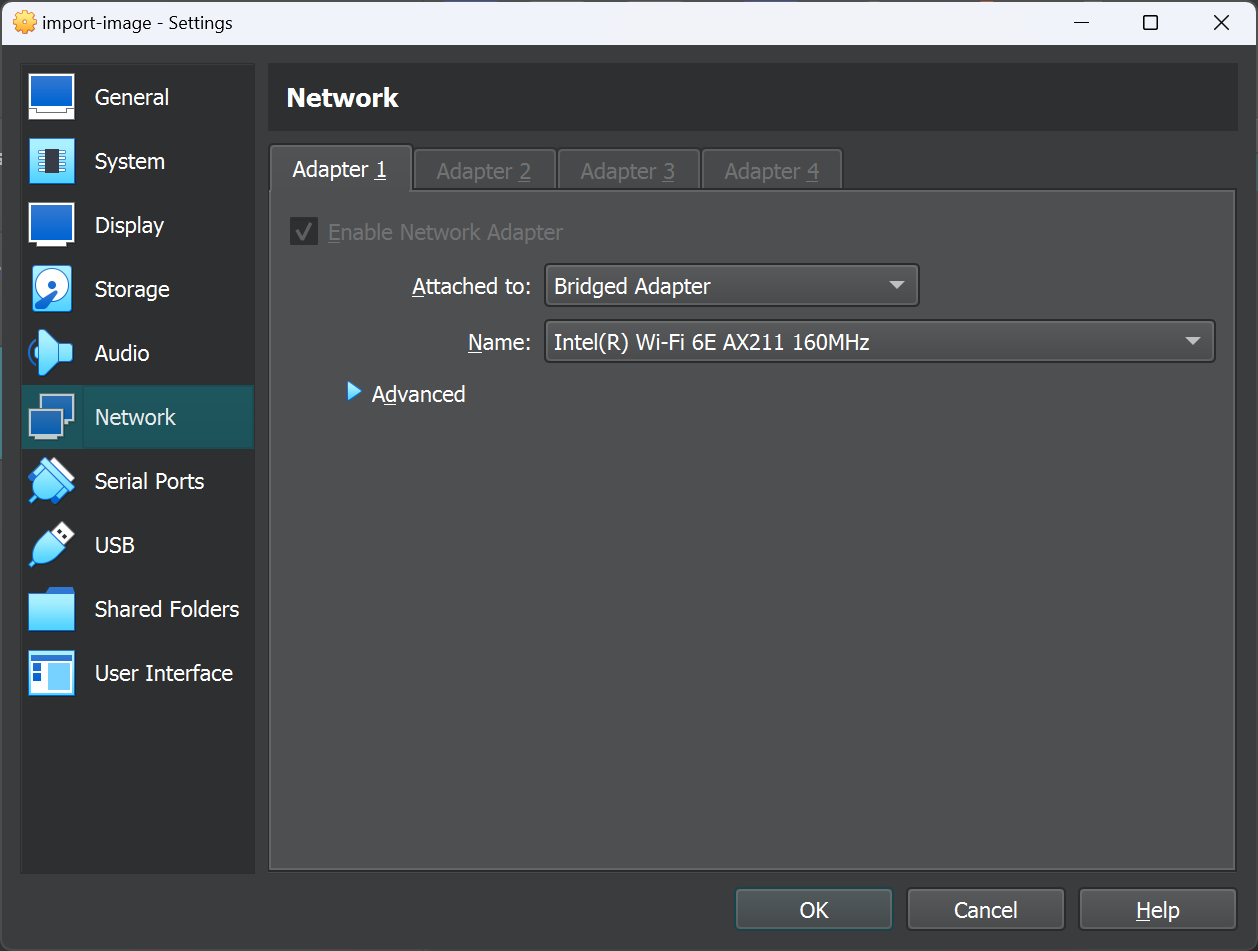 import-image - Settings
General
System
Display
Storage
Audio
Network
Serial Ports
USB
Shared Folders
User Interface
Network
Adapter 1
Adapter 2
Adapter 3
Adapter 4
Enable Network Adapter
Attached to: Bridged Adapter
Name: Intel(R) Wi-Fi 6E AX211 160MHz
Advanced
OK
Cancel
Help